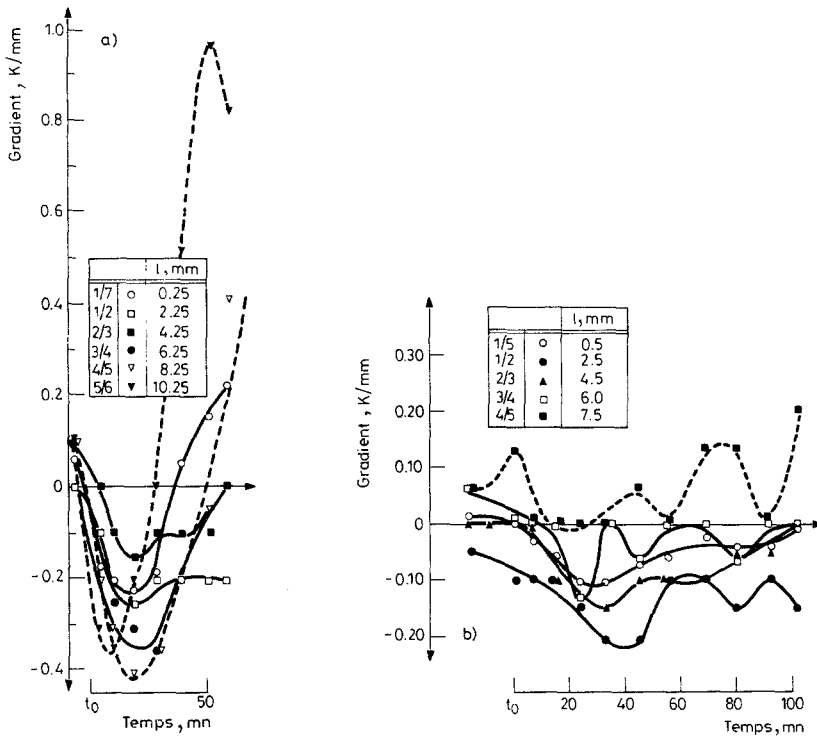 a)
Gradient , K/mm
1.0
0.8
0.6
0.4
0.2
0
-0.2
-0.4
l , mm
1/7 0.25
1/2 2.25
2/3 4.25
3/4 6.25
4/5 8.25
5/6 10.25
t0 50
Temps , mn
b)
Gradient , K/mm
0.30
0.20
0.10
0
-0.10
-0.20
l, mm
1/5 0.5
1/2 2.5
2/3 4.5
3/4 6.0
4/5 7.5
t0 20 40 60 80 100
Temps, mn